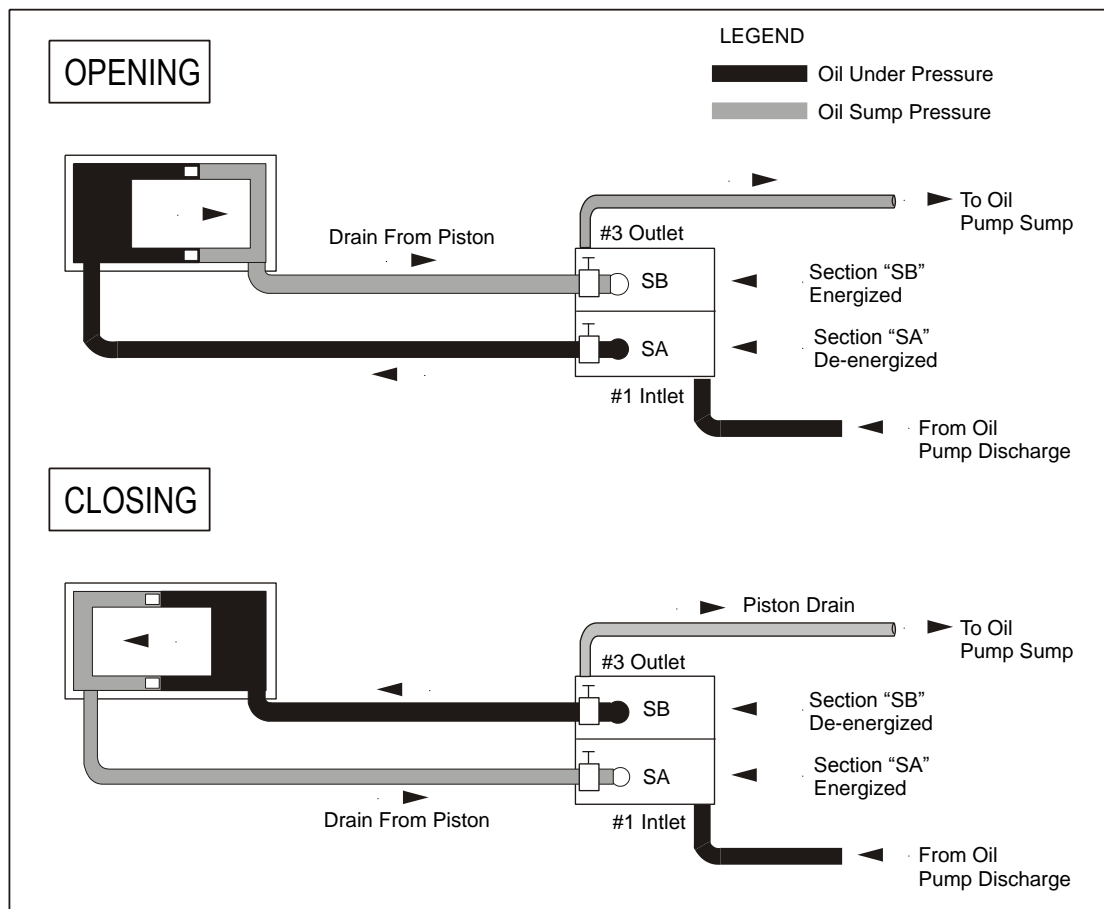 OPENING
LEGEND
Oil Under Pressure
Oil Sump Pressure
Drain From Piston
#3 Outlet
To Oil
Pump Sump
SB
Section “SB”
Energized
SA
Section “SA”
De-energized
#1 Intlet
From Oil
Pump Discharge
CLOSING
Piston Drain
#3 Outlet
To Oil
Pump Sump
SB
Section “SB”
De-energized
SA
Section “SA”
Energized
Drain From Piston
#1 Intlet
From Oil
Pump Discharge